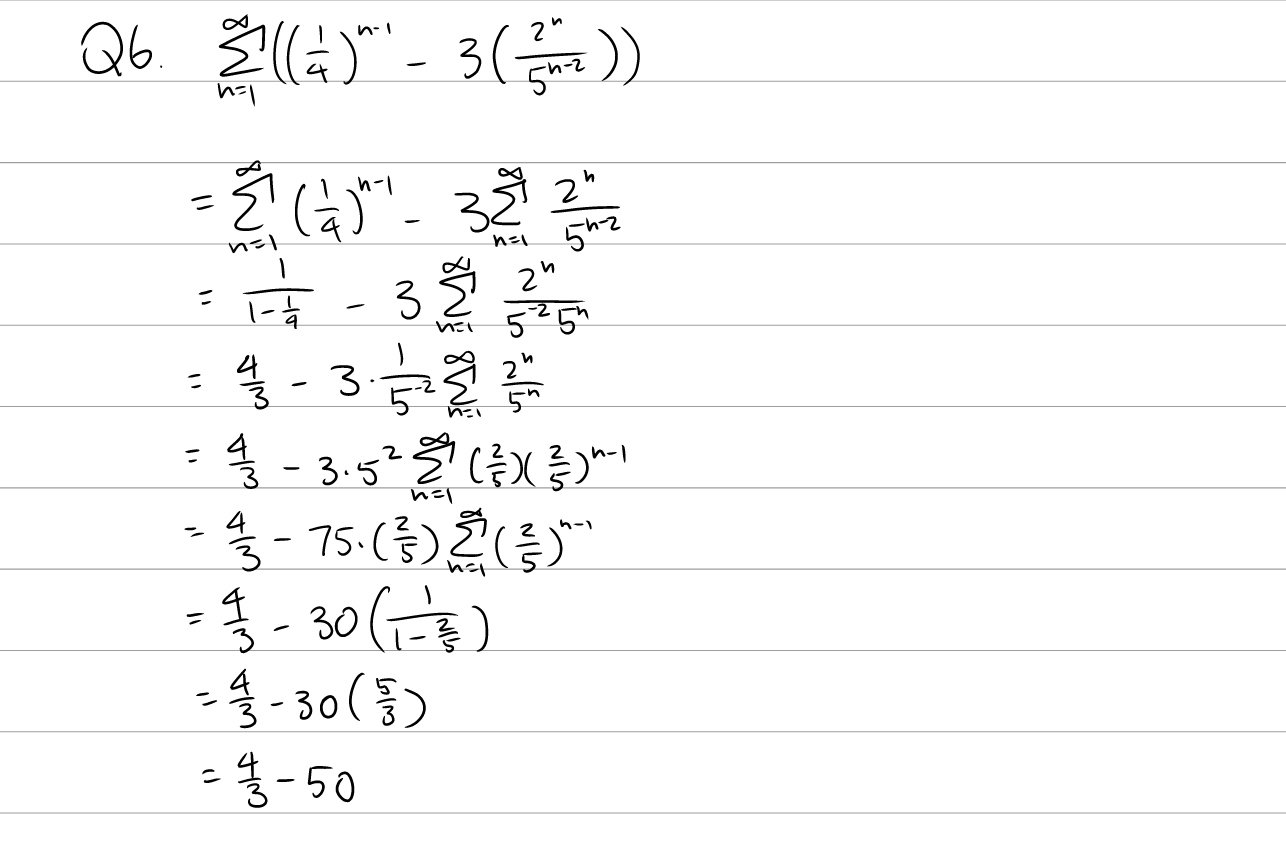 Q6. $\sum_{n=1}^{\infty}\left(\left(\frac{1}{4}\right)^{n-1} - 3\left(\frac{2^n}{5^{n-2}}\right)\right)$
$= \sum_{n=1}^{\infty}\left(\frac{1}{4}\right)^{n-1} - 3\sum_{n=1}^{\infty}\frac{2^n}{5^{n-2}}$
$= \frac{1}{1-\frac{1}{4}} - 3\sum_{n=1}^{\infty}\frac{2^n}{5^{-2}5^n}$
$= \frac{4}{3} - 3\cdot\frac{1}{5^{-2}}\sum_{n=1}^{\infty}\frac{2^n}{5^n}$
$= \frac{4}{3} - 3\cdot 5^2\sum_{n=1}^{\infty}\left(\frac{2}{5}\right)\left(\frac{2}{5}\right)^{n-1}$
$= \frac{4}{3} - 75\cdot\left(\frac{2}{5}\right)\sum_{n=1}^{\infty}\left(\frac{2}{5}\right)^{n-1}$
$= \frac{4}{3} - 30\left(\frac{1}{1-\frac{2}{5}}\right)$
$= \frac{4}{3} - 30\left(\frac{5}{3}\right)$
$= \frac{4}{3} - 50$